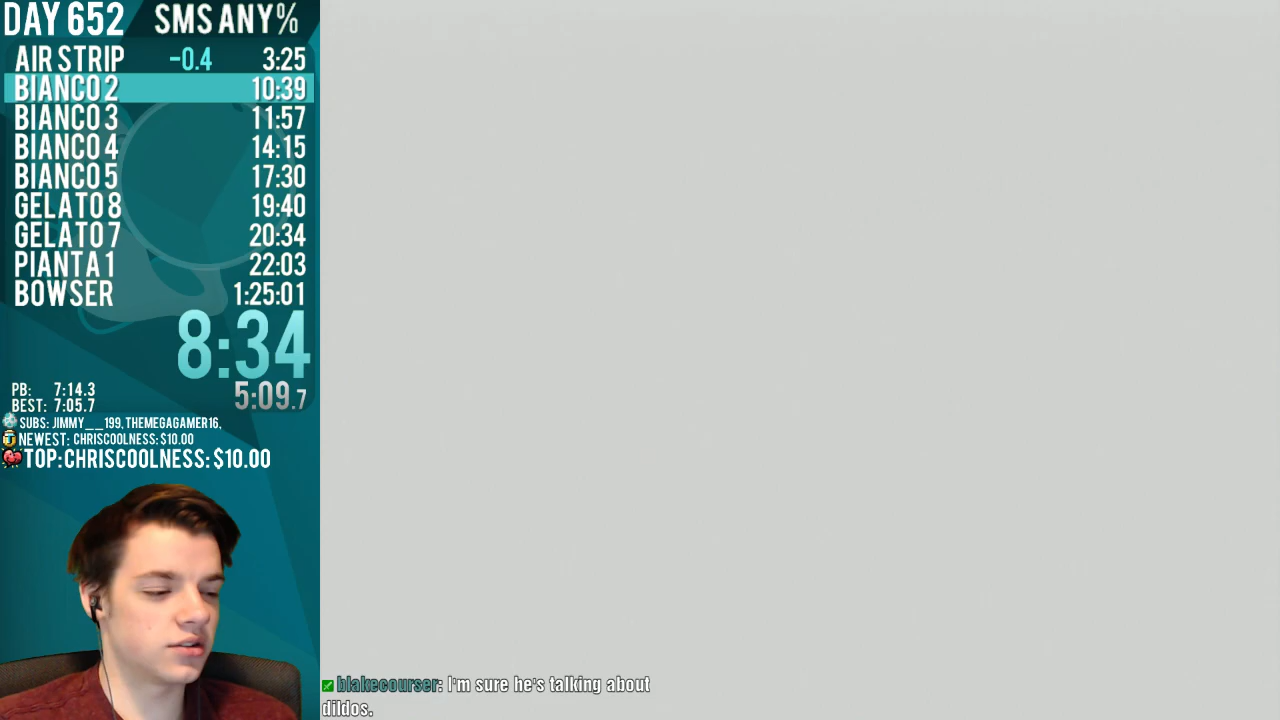 DAY 652 SMS ANY%
AIR STRIP -0.4 3:25
BIANCO 2 10:39
BIANCO 3 11:57
BIANCO 4 14:15
BIANCO 5 17:30
GELATO 8 19:40
GELATO 7 20:34
PIANTA 1 22:03
BOWSER 1:25:01
8:34
PB: 7:14.3
BEST: 7:05.7
5:09.7
SUBS: JIMMY__199, THEMEGAGAMER16,
NEWEST: CHRISCOOLNESS: $10.00
TOP: CHRISCOOLNESS: $10.00
blakecourser: I'm sure he's talking about
dildos.